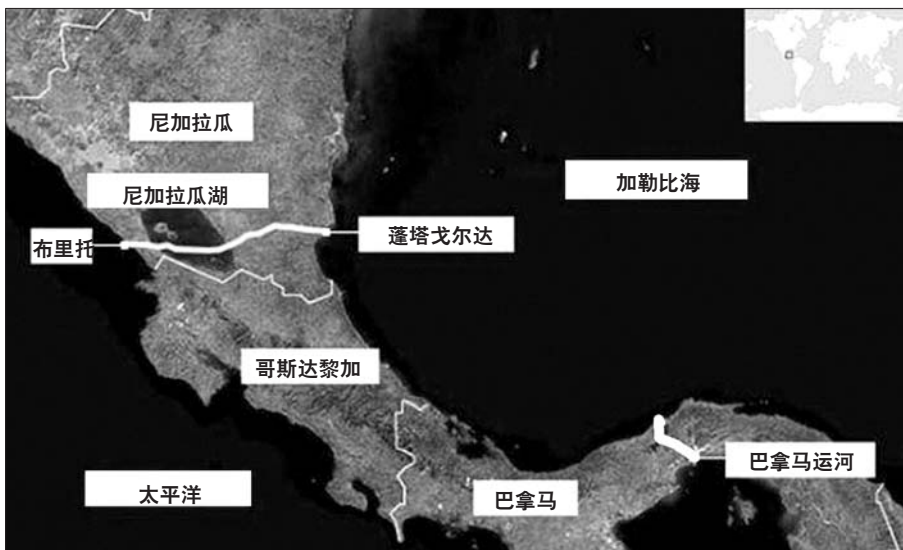 尼加拉瓜
加勒比海
尼加拉瓜湖
蓬塔戈尔达
布里托
哥斯达黎加
巴拿马运河
太平洋
巴拿马